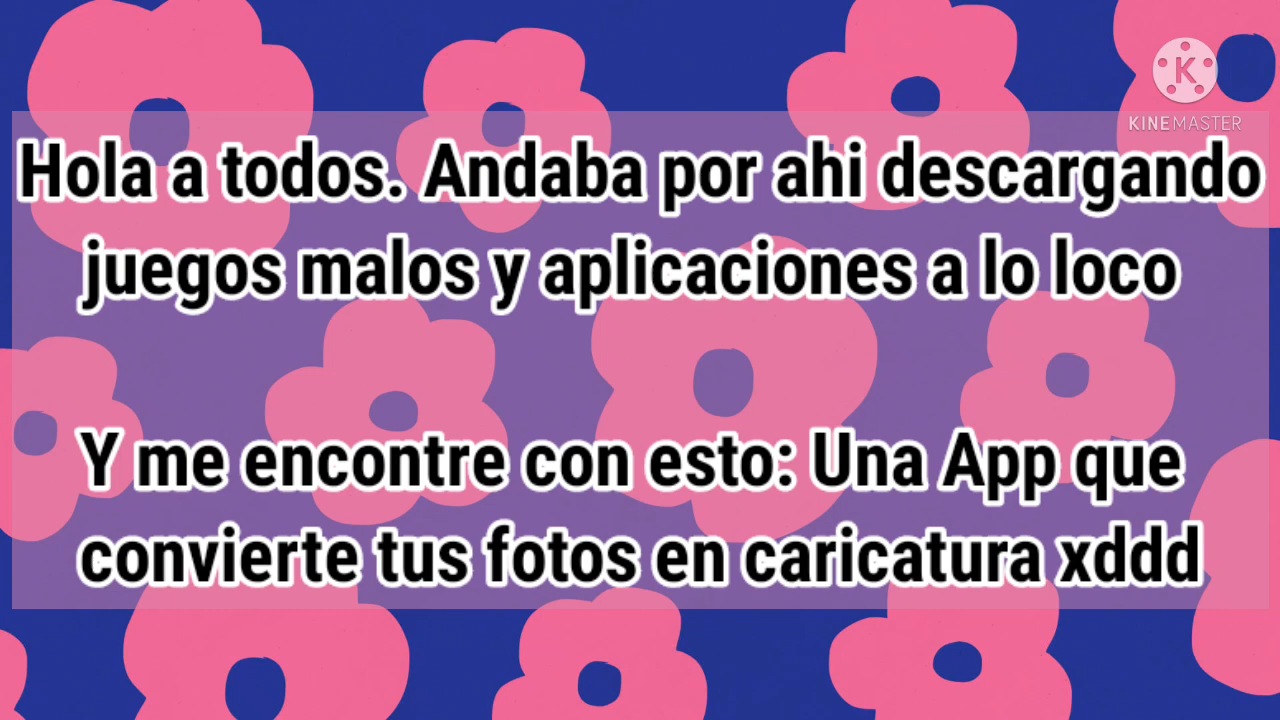 K
KINEMASTER
Hola a todos. Andaba por ahi descargando
juegos malos y aplicaciones a lo loco
Y me encontre con esto: Una App que
convierte tus fotos en caricatura xddd